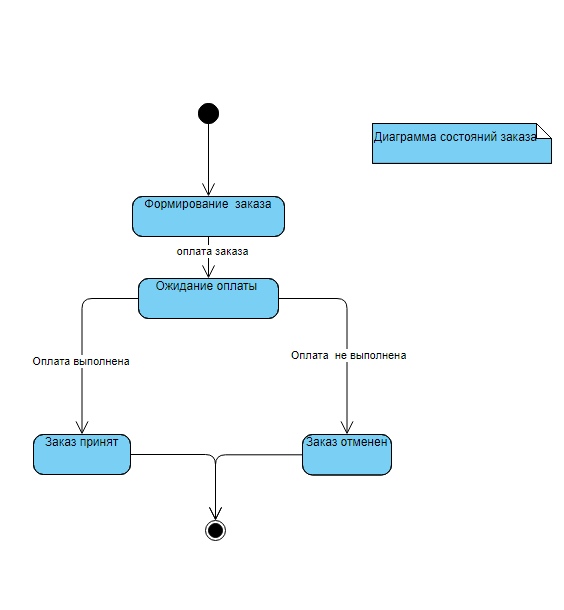 Диаграмма состояний заказа
Формирование заказа
оплата заказа
Ожидание оплаты
Оплата выполнена
Оплата не выполнена
Заказ принят
Заказ отменен